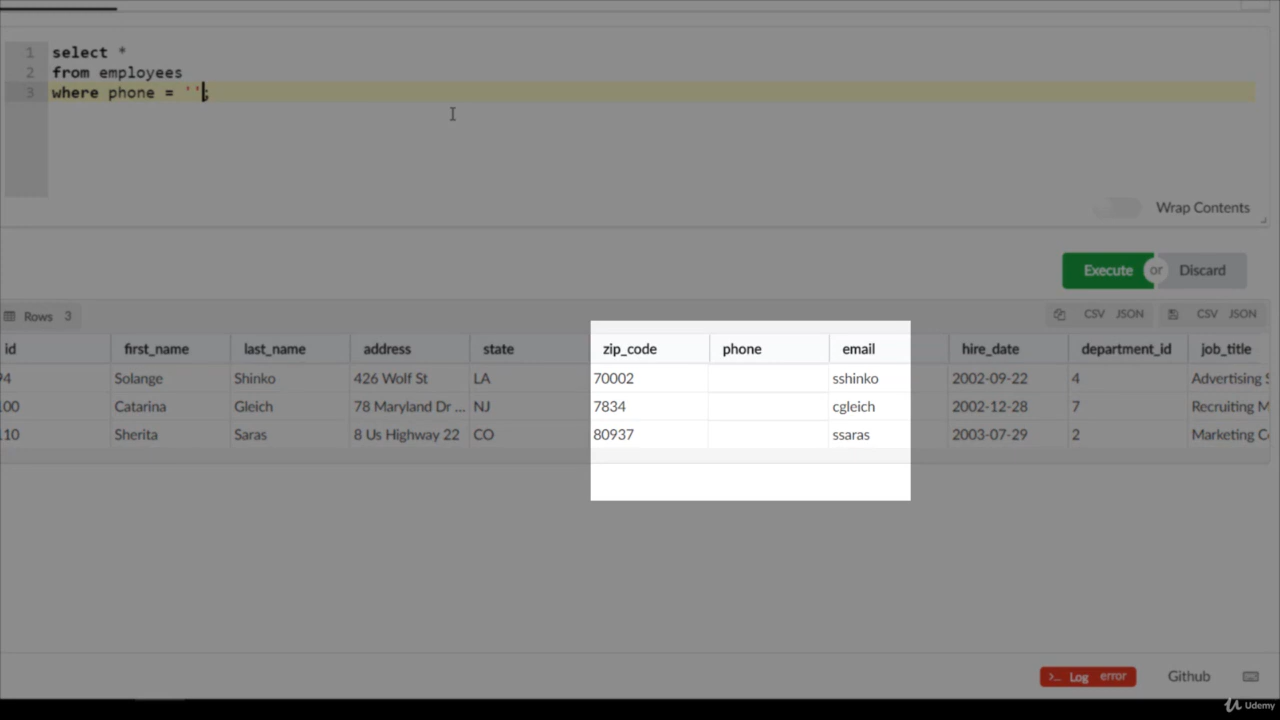 1 select *
2 from employees
3 where phone = '';
Wrap Contents
Execute or Discard
Rows 3 CSV JSON CSV JSON
id first_name last_name address state zip_code phone email hire_date department_id job_title
94 Solange Shinko 426 Wolf St LA 70002 sshinko 2002-09-22 4 Advertising S
100 Catarina Gleich 78 Maryland Dr ... NJ 7834 cgleich 2002-12-28 7 Recruiting M
110 Sherita Saras 8 Us Highway 22 CO 80937 ssaras 2003-07-29 2 Marketing Co
>_ Log error Github
Udemy